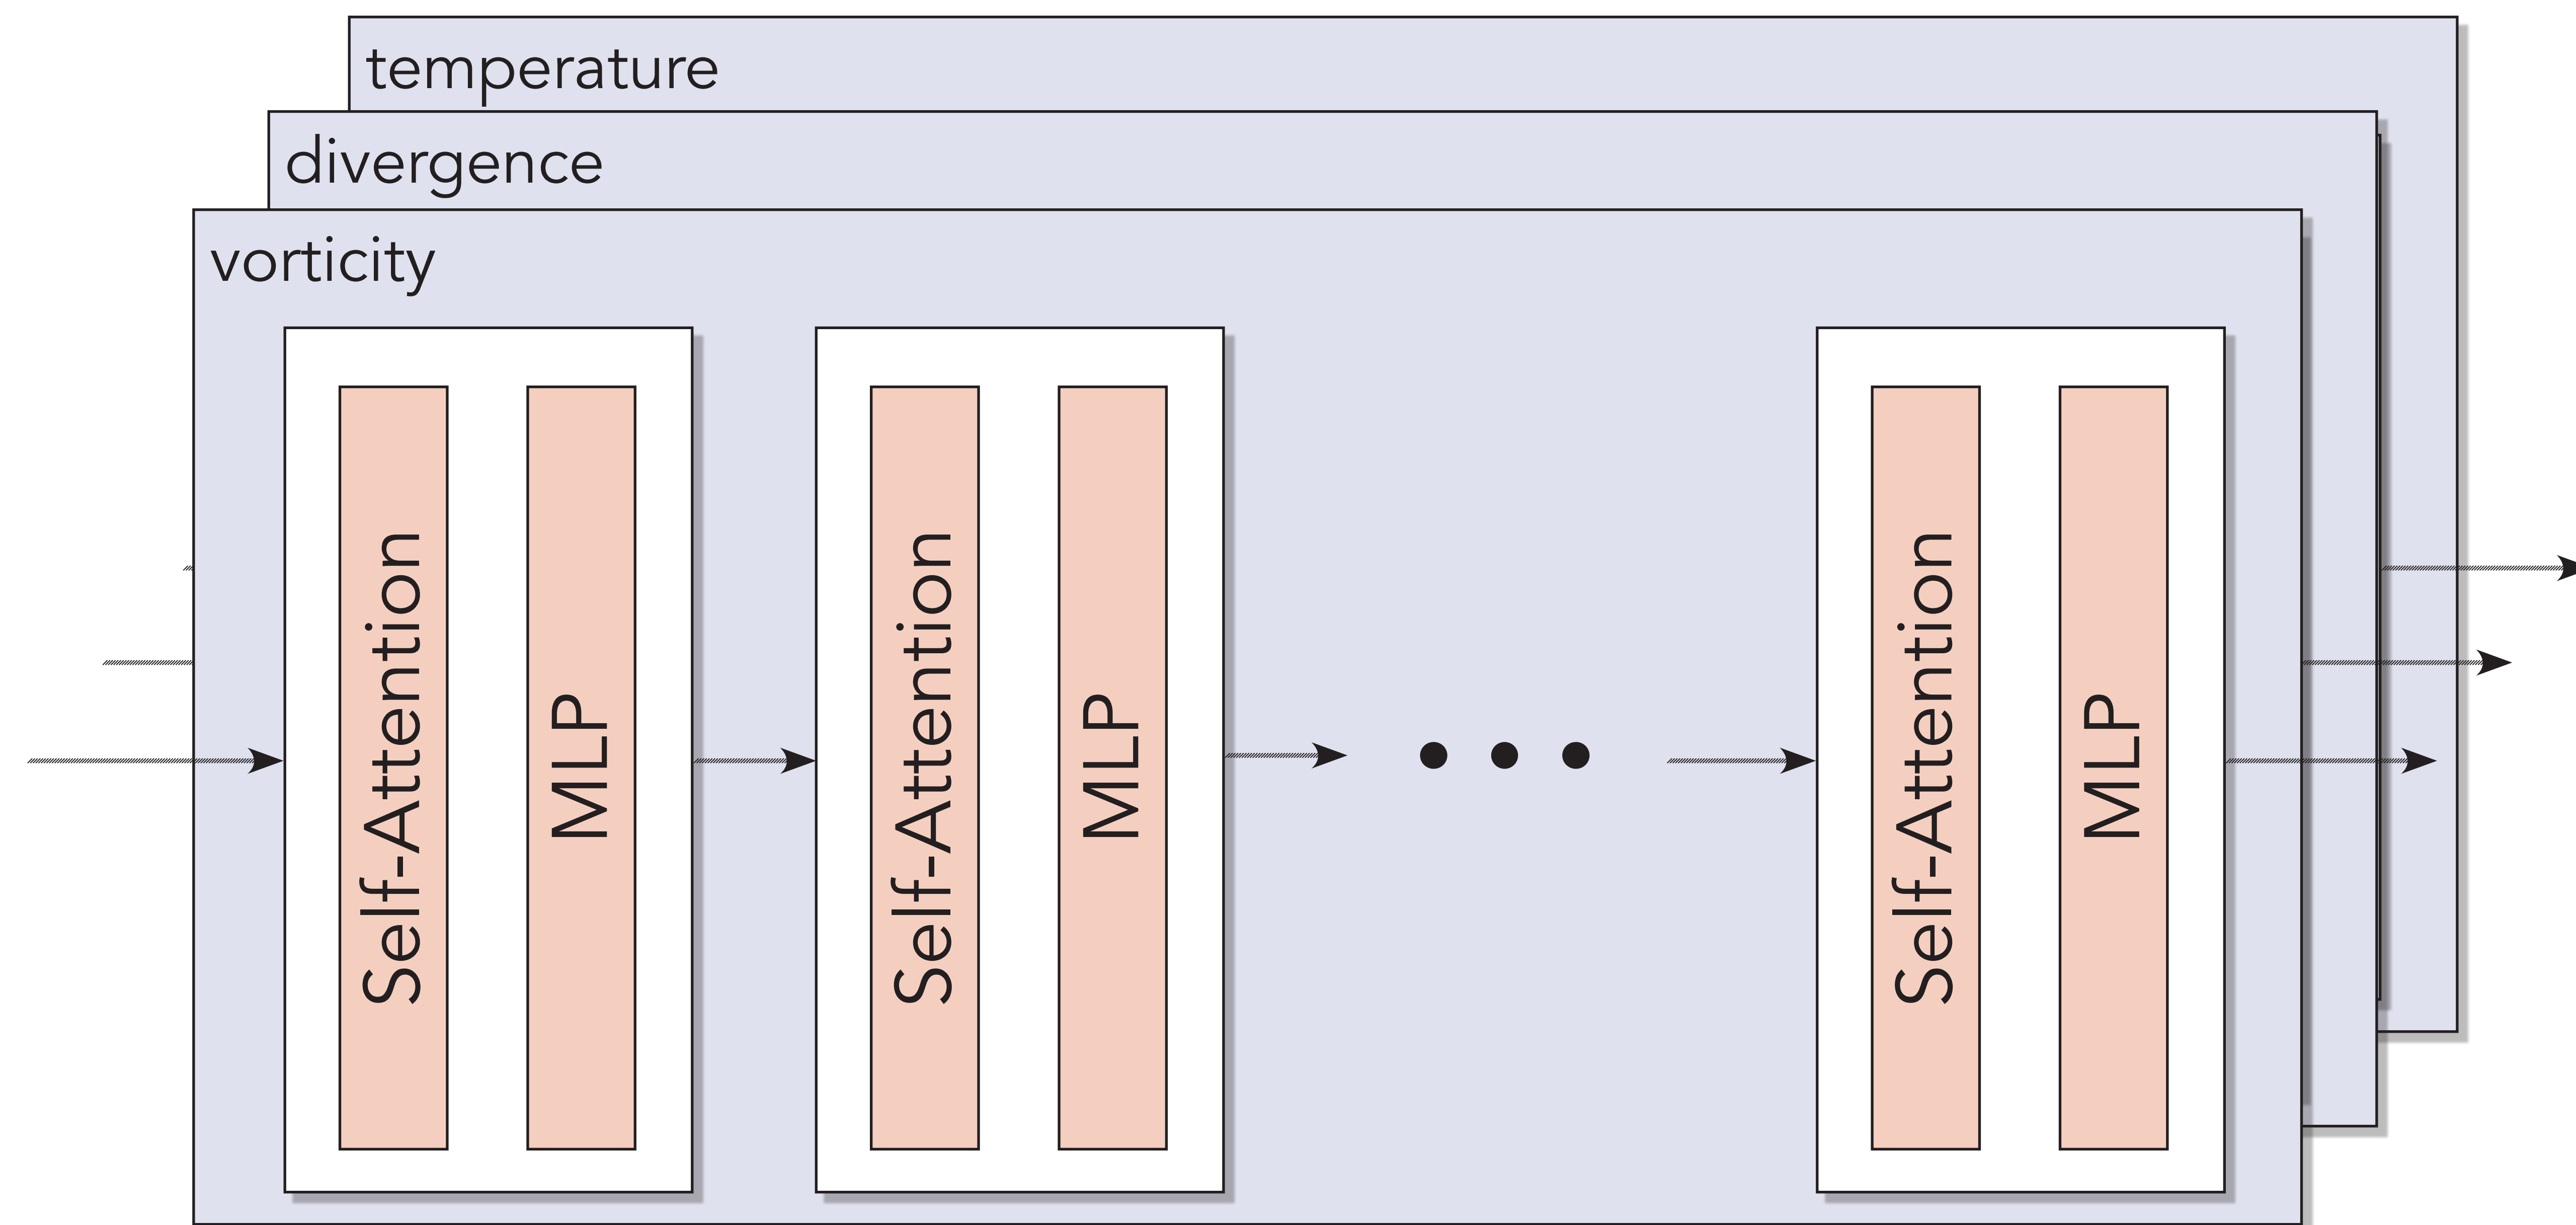 temperature
divergence
vorticity
Self-Attention
MLP
Self-Attention
MLP
Self-Attention
MLP